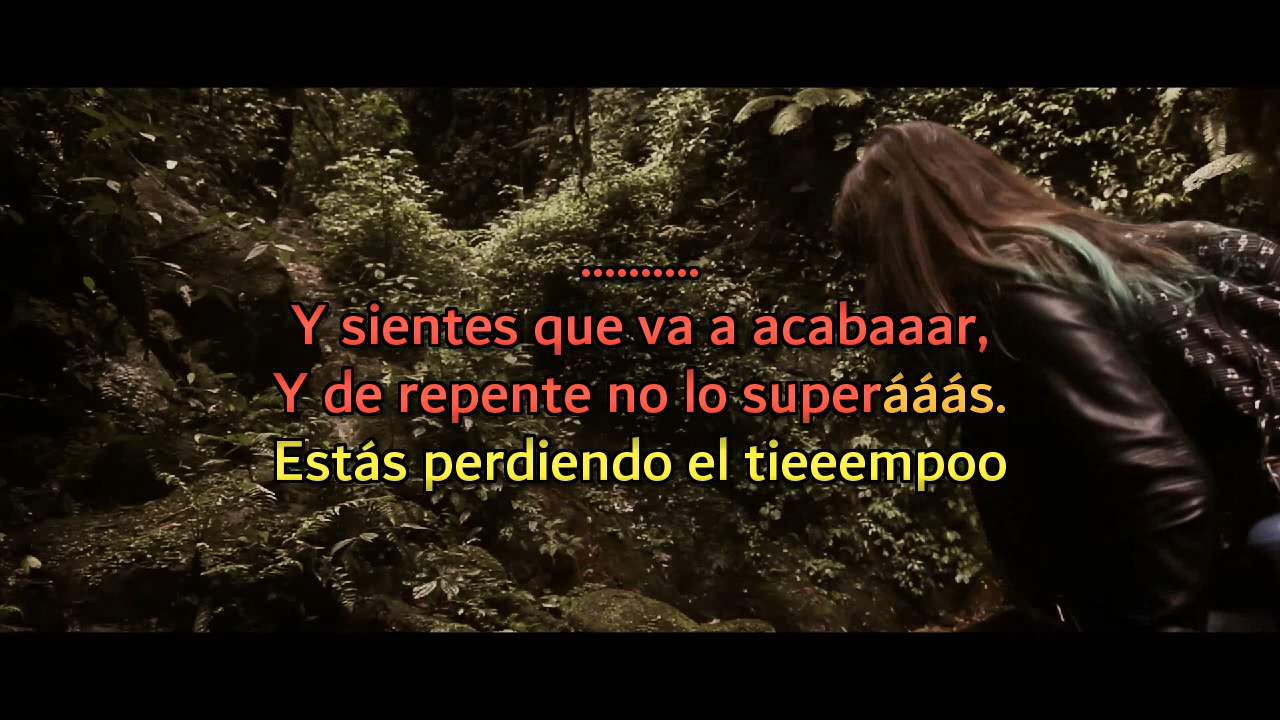 ..........
Y sientes que va a acabaaar,
Y de repente no lo superááás.
Estás perdiendo el tieeempoo